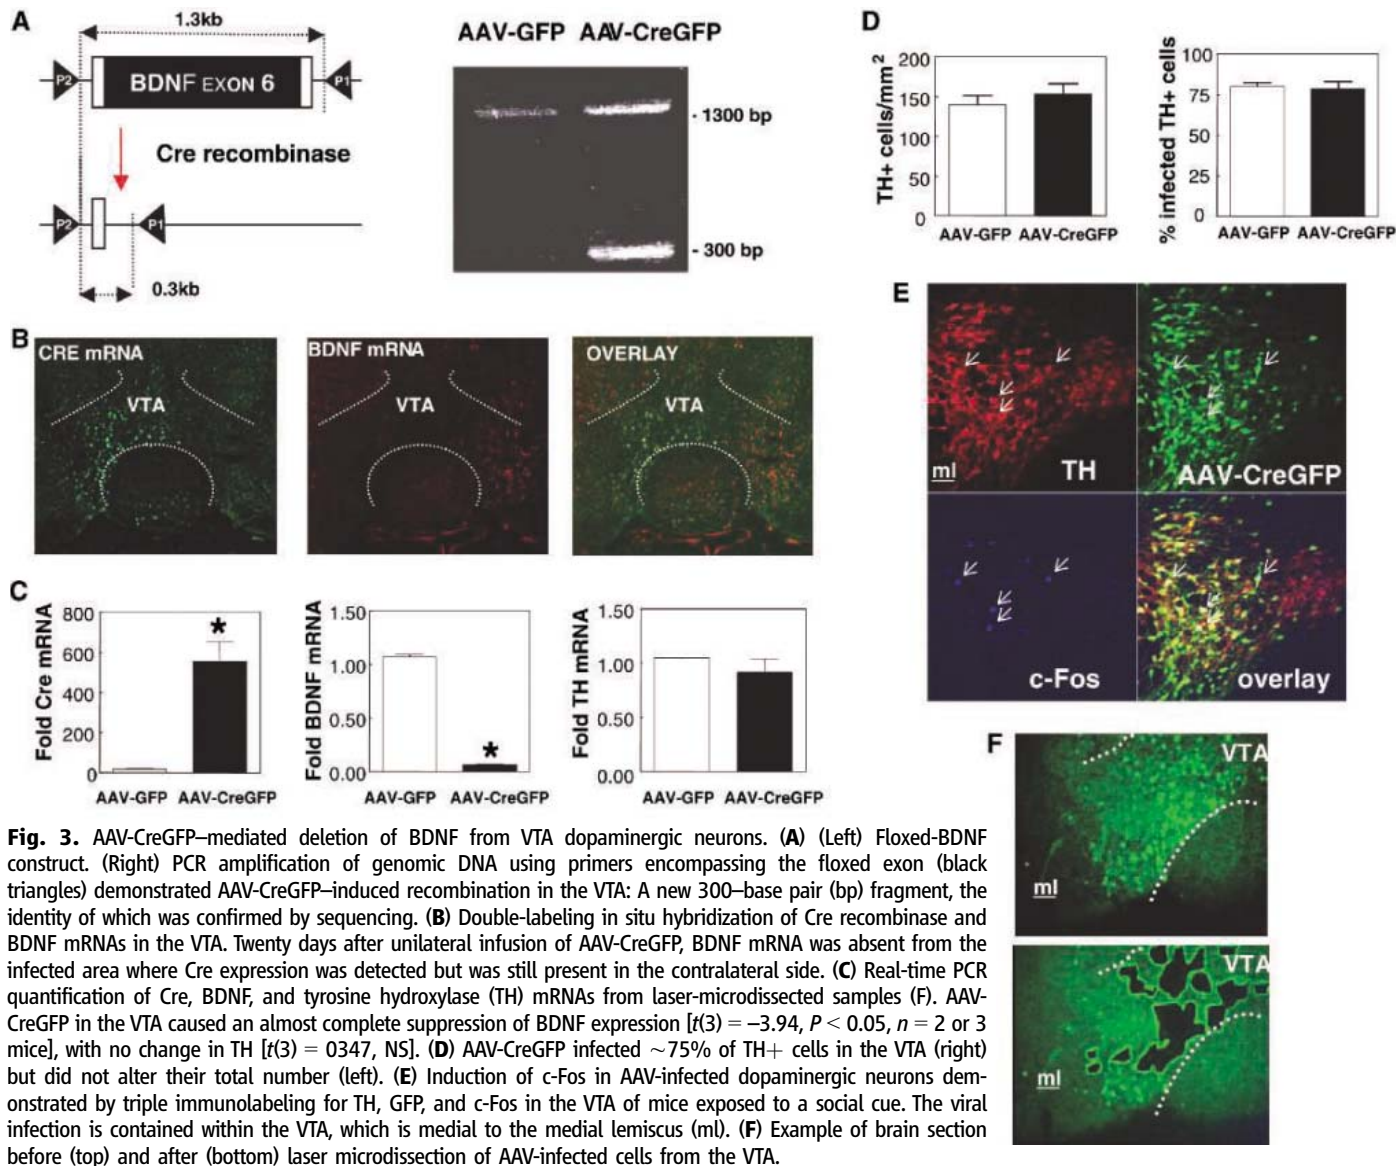 A
1.3kb
P2
BDNF EXON 6
P1
Cre recombinase
P2
P1
0.3kb
AAV-GFP AAV-CreGFP
- 1300 bp
- 300 bp
B
CRE mRNA
VTA
BDNF mRNA
VTA
OVERLAY
VTA
C
Fold Cre mRNA
800
600
400
200
0
*
AAV-GFP AAV-CreGFP
Fold BDNF mRNA
1.50
1.00
0.50
0.00
*
AAV-GFP AAV-CreGFP
Fold TH mRNA
1.50
1.00
0.50
0.00
AAV-GFP AAV-CreGFP
D
TH+ cells/mm2
200
150
100
50
0
AAV-GFP AAV-CreGFP
% infected TH+ cells
100
75
50
25
0
AAV-GFP AAV-CreGFP
E
ml
TH
AAV-CreGFP
c-Fos
overlay
F
VTA
ml
VTA
ml
Fig. 3. AAV-CreGFP–mediated deletion of BDNF from VTA dopaminergic neurons. (A) (Left) Floxed-BDNF
construct. (Right) PCR amplification of genomic DNA using primers encompassing the floxed exon (black
triangles) demonstrated AAV-CreGFP–induced recombination in the VTA: A new 300–base pair (bp) fragment, the
identity of which was confirmed by sequencing. (B) Double-labeling in situ hybridization of Cre recombinase and
BDNF mRNAs in the VTA. Twenty days after unilateral infusion of AAV-CreGFP, BDNF mRNA was absent from the
infected area where Cre expression was detected but was still present in the contralateral side. (C) Real-time PCR
quantification of Cre, BDNF, and tyrosine hydroxylase (TH) mRNAs from laser-microdissected samples (F). AAV-
CreGFP in the VTA caused an almost complete suppression of BDNF expression [t(3) = –3.94, P < 0.05, n = 2 or 3
mice], with no change in TH [t(3) = 0347, NS]. (D) AAV-CreGFP infected ~75% of TH+ cells in the VTA (right)
but did not alter their total number (left). (E) Induction of c-Fos in AAV-infected dopaminergic neurons dem-
onstrated by triple immunolabeling for TH, GFP, and c-Fos in the VTA of mice exposed to a social cue. The viral
infection is contained within the VTA, which is medial to the medial lemiscus (ml). (F) Example of brain section
before (top) and after (bottom) laser microdissection of AAV-infected cells from the VTA.